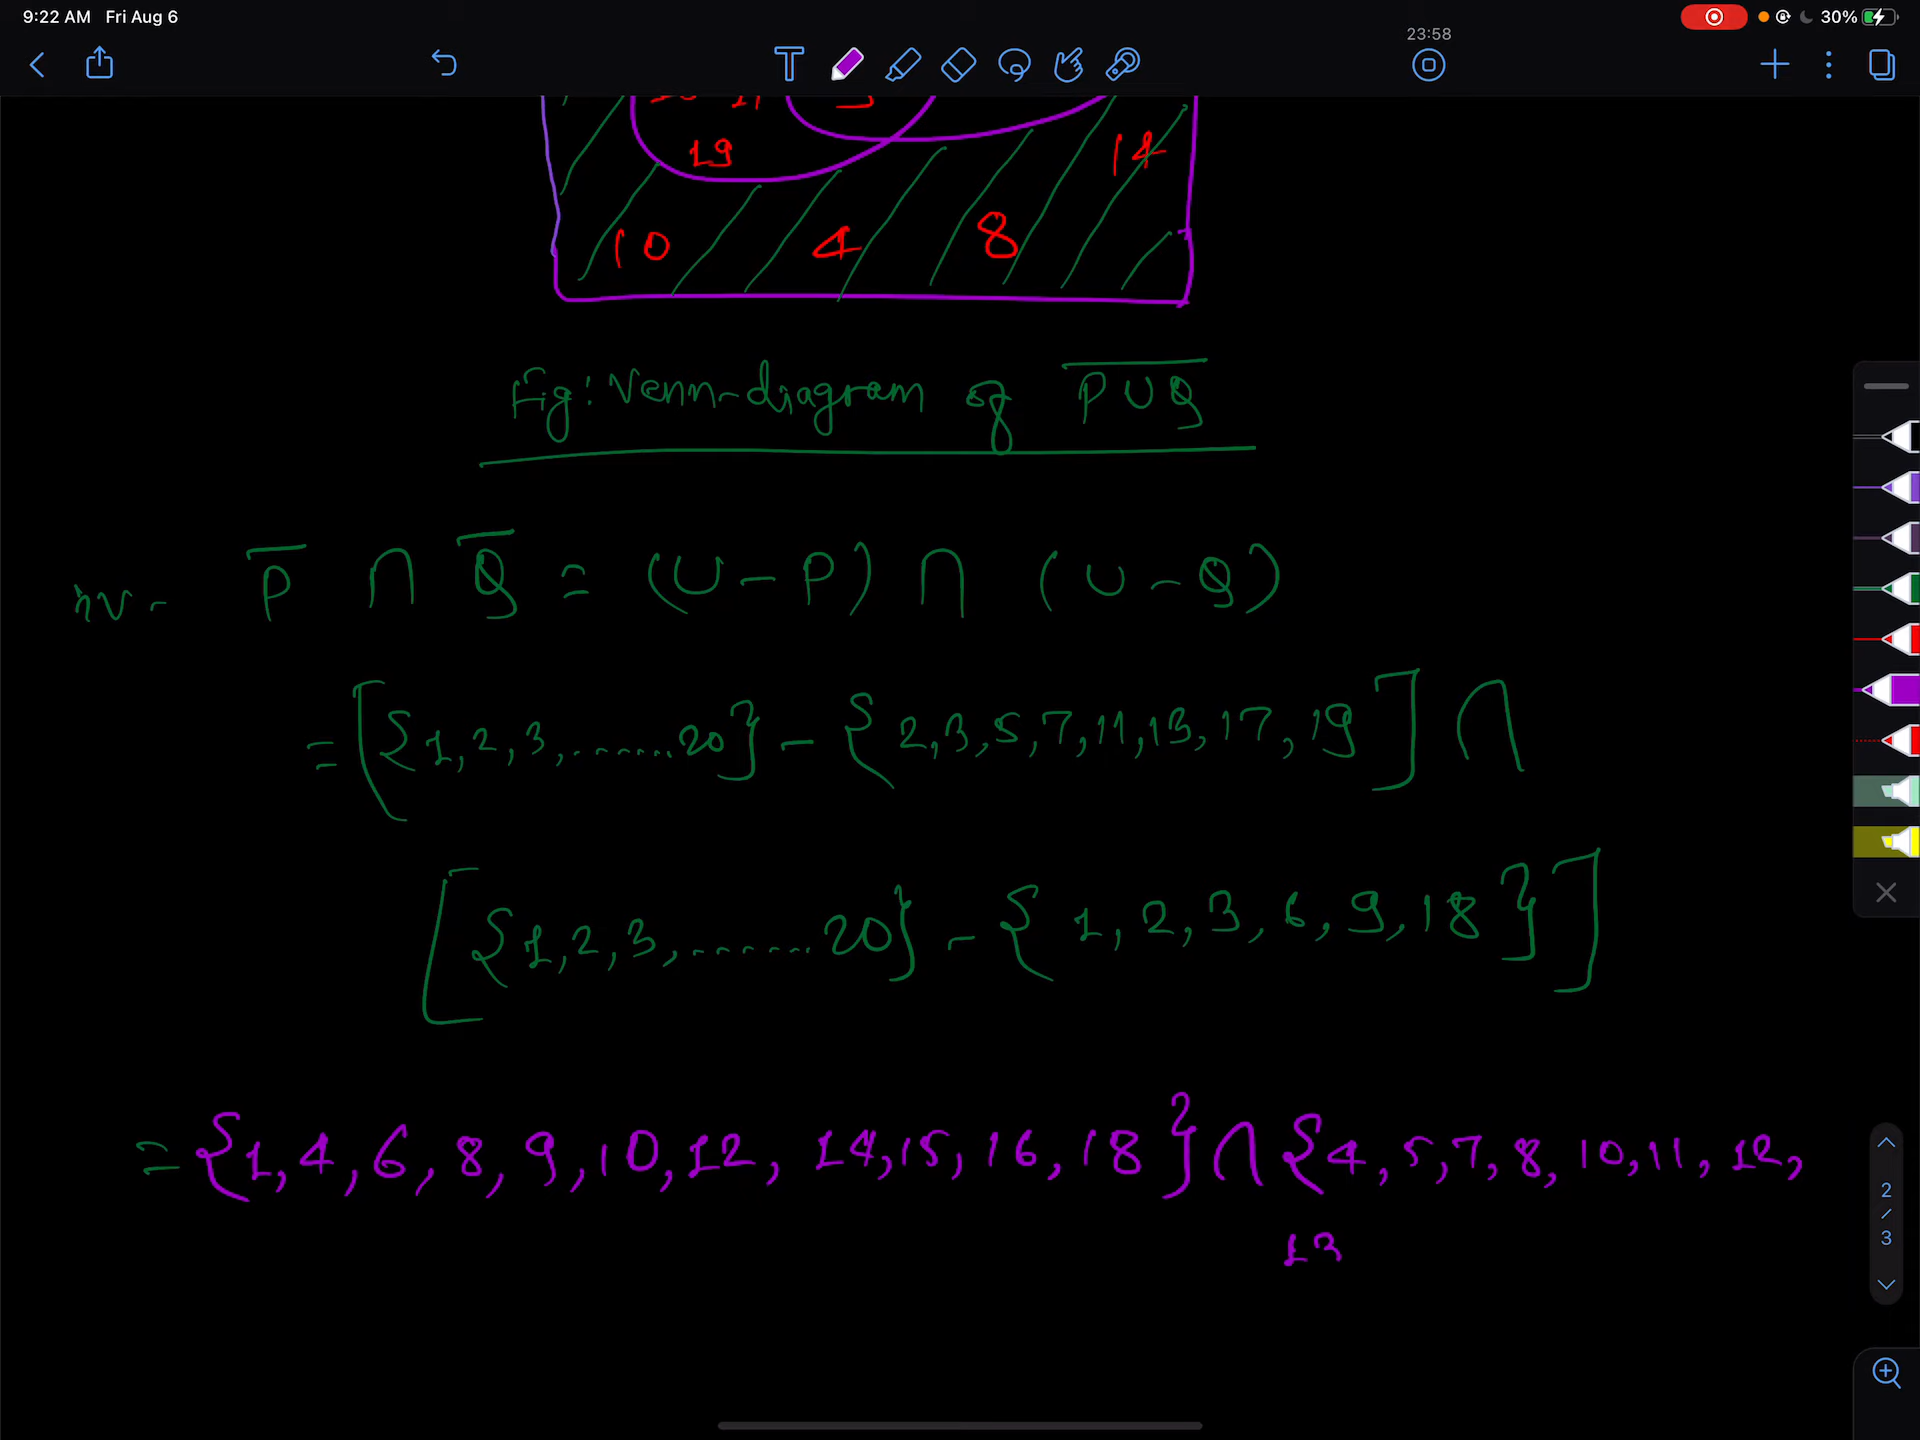 9:22 AM Fri Aug 6
30%
23:58
19
14
10 4 8
Fig: Venn-diagram of P̅ ̅U̅ ̅Q̅
iv- P̅ ∩ Q̅ = (U-P) ∩ (U-Q)
=[{1,2,3,......20} - {2,3,5,7,11,13,17,19] ∩
[{1,2,3,.......20} - {1,2,3,6,9,18}]
={1,4,6,8,9,10,12,14,15,16,18} ∩ {4,5,7,8,10,11,12,
13
2
/
3